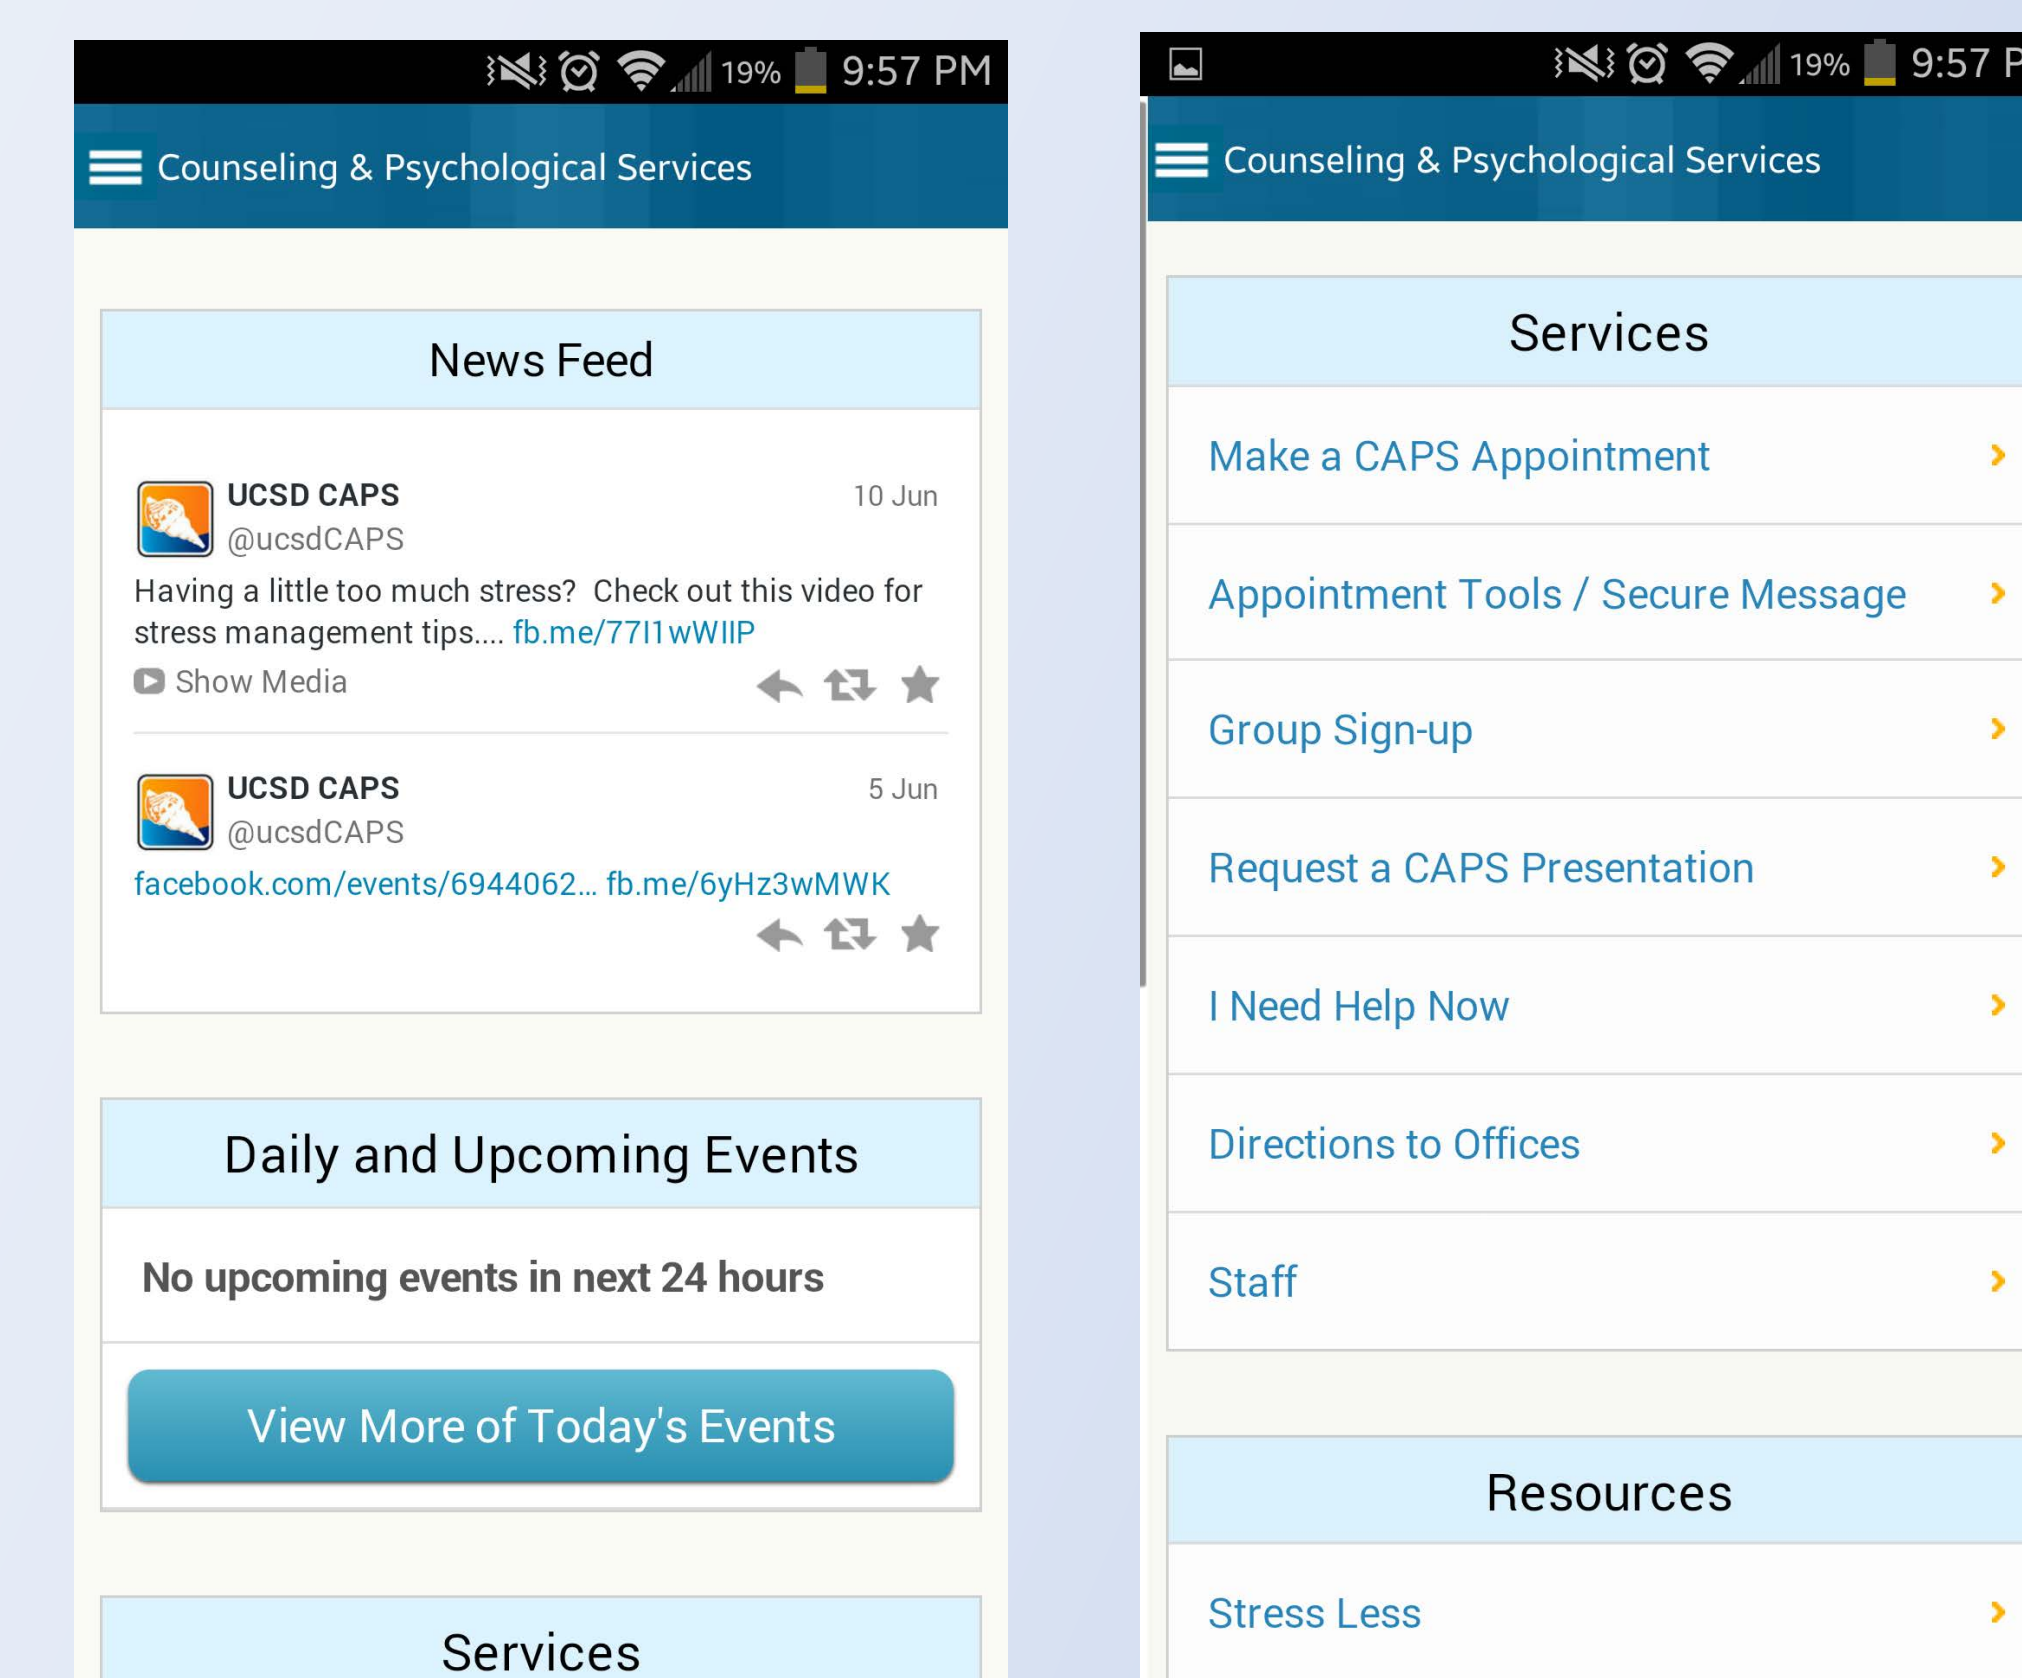 19% 9:57 PM
Counseling & Psychological Services
News Feed
UCSD CAPS 10 Jun
@ucsdCAPS
Having a little too much stress? Check out this video for
stress management tips.... fb.me/77I1wWIIP
Show Media
UCSD CAPS 5 Jun
@ucsdCAPS
facebook.com/events/6944062... fb.me/6yHz3wMWK
Daily and Upcoming Events
No upcoming events in next 24 hours
View More of Today's Events
Services
19% 9:57 P
Counseling & Psychological Services
Services
Make a CAPS Appointment
Appointment Tools / Secure Message
Group Sign-up
Request a CAPS Presentation
I Need Help Now
Directions to Offices
Staff
Resources
Stress Less